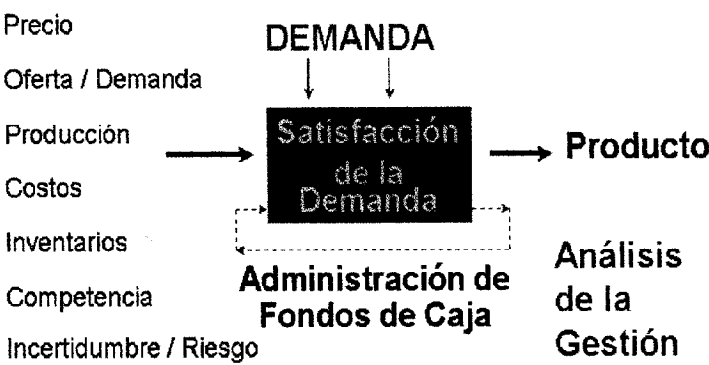 Precio
Oferta / Demanda
Producción
Costos
Inventarios
Competencia
Incertidumbre / Riesgo
DEMANDA
Satisfacción
de la
Demanda
Administración de
Fondos de Caja
Producto
Análisis
de la
Gestión